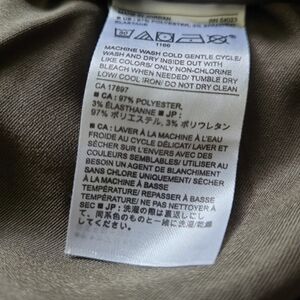 MACHINE WASH COLD GENTLE CYCLE/
WASH AND DRY INSIDE OUT WITH
LIKE COLORS/ ONLY NON-CHLORINE
BLEACH WHEN NEEDED/ TUMBLE DRY
LOW/ COOL IRON/ DO NOT DRY CLEAN
CA 17897
■ CA: 97% POLYESTER,
3% ÉLASTHANNE ■ JP:
97% ポリエステル, 3% ポリウレタン
■ CA: LAVER À LA MACHINE À L'EAU
FROIDE AU CYCLE DÉLICAT/ LAVER ET
SÉCHER SUR L'ENVERS AVEC DES
COULEURS SEMBLABLES/ UTILISER AU
BESOIN UN AGENT DE BLANCHIMENT
SANS CHLORE UNIQUEMENT/ SÉCHER
À LA MACHINE À BASSE
TEMPÉRATURE/ REPASSER À BASSE
TEMPÉRATURE/ NE PAS NETTOYER À
SEC ■ JP: 洗濯の際は裏返しにし
て、同系色のものと一緒に洗濯/乾燥
してください。